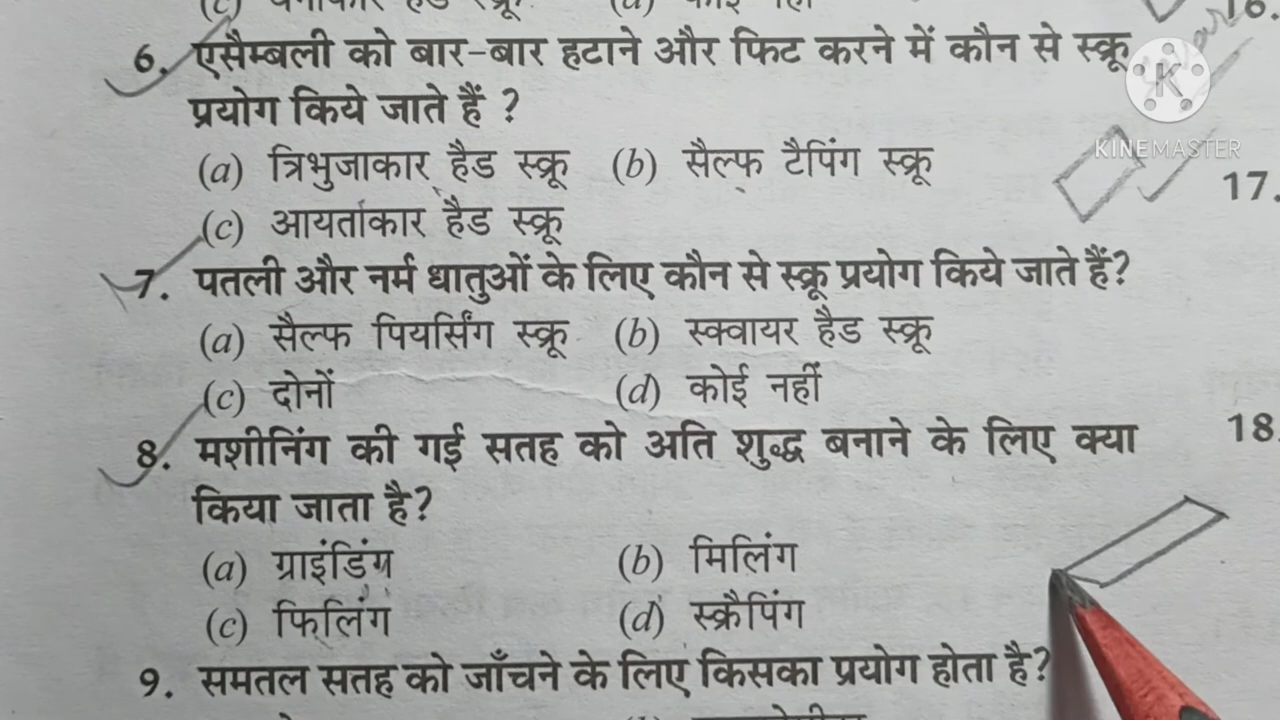 6. एसैम्बली को बार-बार हटाने और फिट करने में कौन से स्क्रू
प्रयोग किये जाते हैं ?
(a) त्रिभुजाकार हैड स्क्रू (b) सैल्फ टैपिंग स्क्रू
(c) आयताकार हैड स्क्रू
7. पतली और नर्म धातुओं के लिए कौन से स्क्रू प्रयोग किये जाते हैं?
(a) सैल्फ पियर्सिंग स्क्रू (b) स्क्वायर हैड स्क्रू
(c) दोनों (d) कोई नहीं
8. मशीनिंग की गई सतह को अति शुद्ध बनाने के लिए क्या
किया जाता है?
(a) ग्राइंडिंग (b) मिलिंग
(c) फिलिंग (d) स्क्रैपिंग
9. समतल सतह को जाँचने के लिए किसका प्रयोग होता है?
16.
17.
18.
K
KINEMASTER